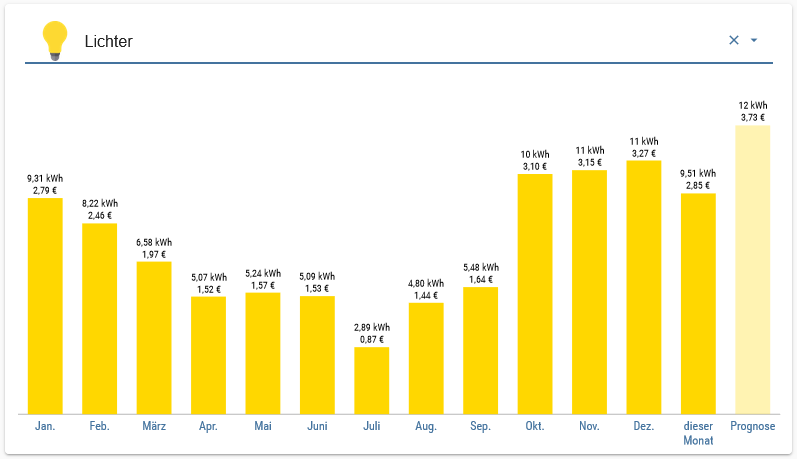 Lichter
9,31 kWh
2,79 €
8,22 kWh
2,46 €
6,58 kWh
1,97 €
5,07 kWh
1,52 €
5,24 kWh
1,57 €
5,09 kWh
1,53 €
2,89 kWh
0,87 €
4,80 kWh
1,44 €
5,48 kWh
1,64 €
10 kWh
3,10 €
11 kWh
3,15 €
11 kWh
3,27 €
9,51 kWh
2,85 €
12 kWh
3,73 €
Jan.
Feb.
März
Apr.
Mai
Juni
Juli
Aug.
Sep.
Okt.
Nov.
Dez.
dieser
Monat
Prognose